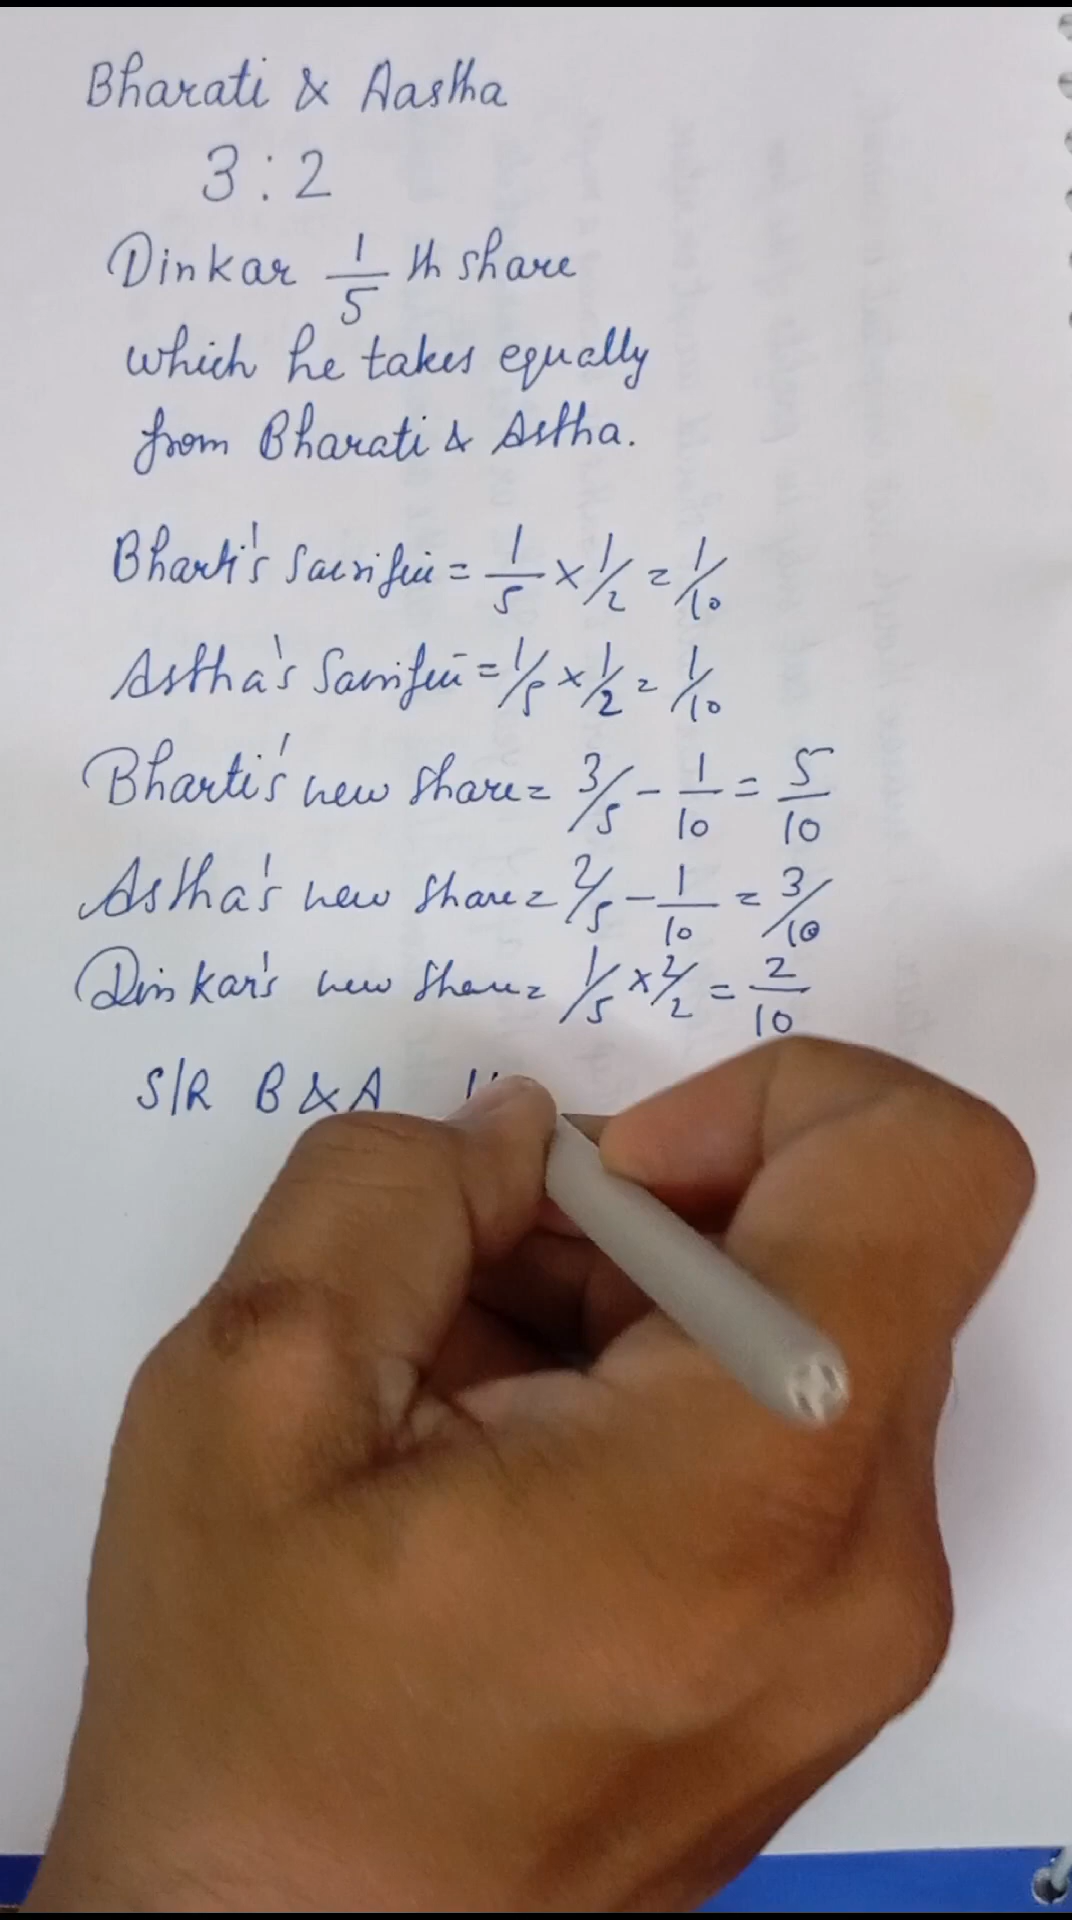 Bharati & Aastha
3 : 2
Dinkar 1/5 th share
which he takes equally
from Bharati & Astha.
Bharti's Sacrifice = 1/5 × 1/2 = 1/10
Astha's Sacrifice = 1/5 × 1/2 = 1/10
Bharti's new share = 3/5 - 1/10 = 5/10
Astha's new share = 2/5 - 1/10 = 3/10
Dinkar's new share = 1/5 × 2/2 = 2/10
S/R B & A